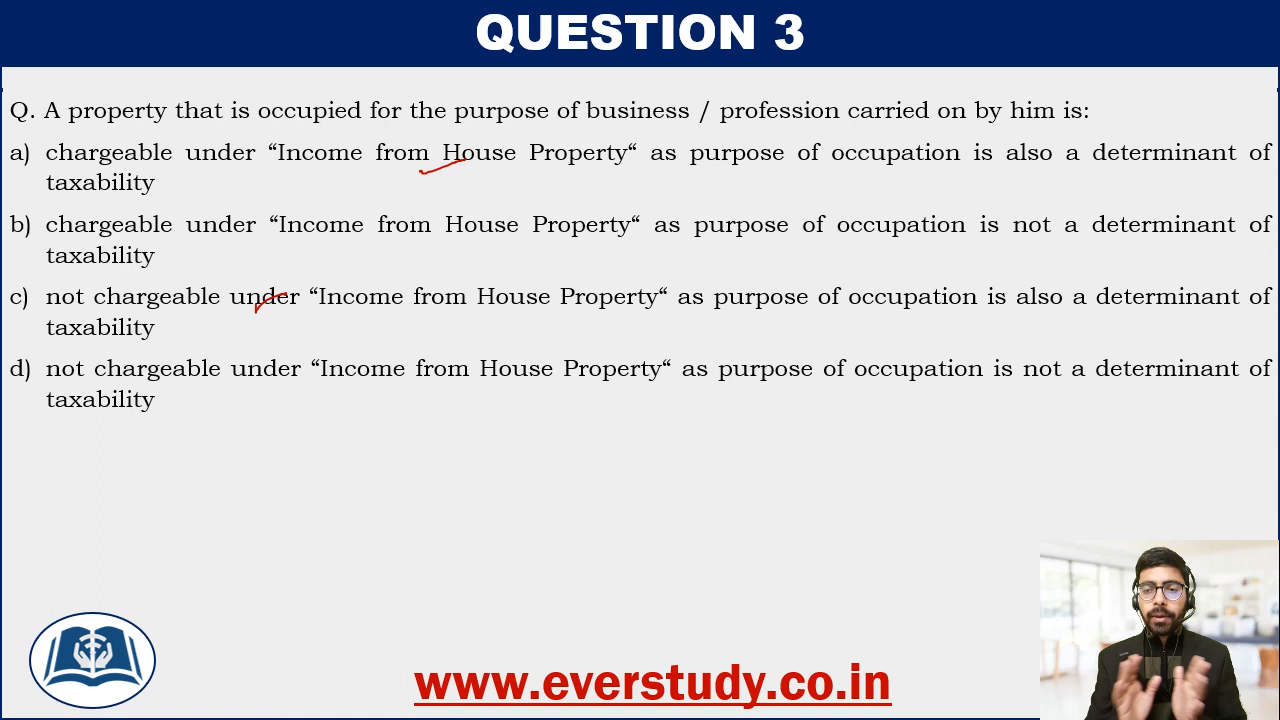 QUESTION 3
Q. A property that is occupied for the purpose of business / profession carried on by him is:
a) chargeable under “Income from House Property“ as purpose of occupation is also a determinant of
taxability
b) chargeable under “Income from House Property“ as purpose of occupation is not a determinant of
taxability
c) not chargeable under “Income from House Property“ as purpose of occupation is also a determinant of
taxability
d) not chargeable under “Income from House Property“ as purpose of occupation is not a determinant of
taxability
www.everstudy.co.in